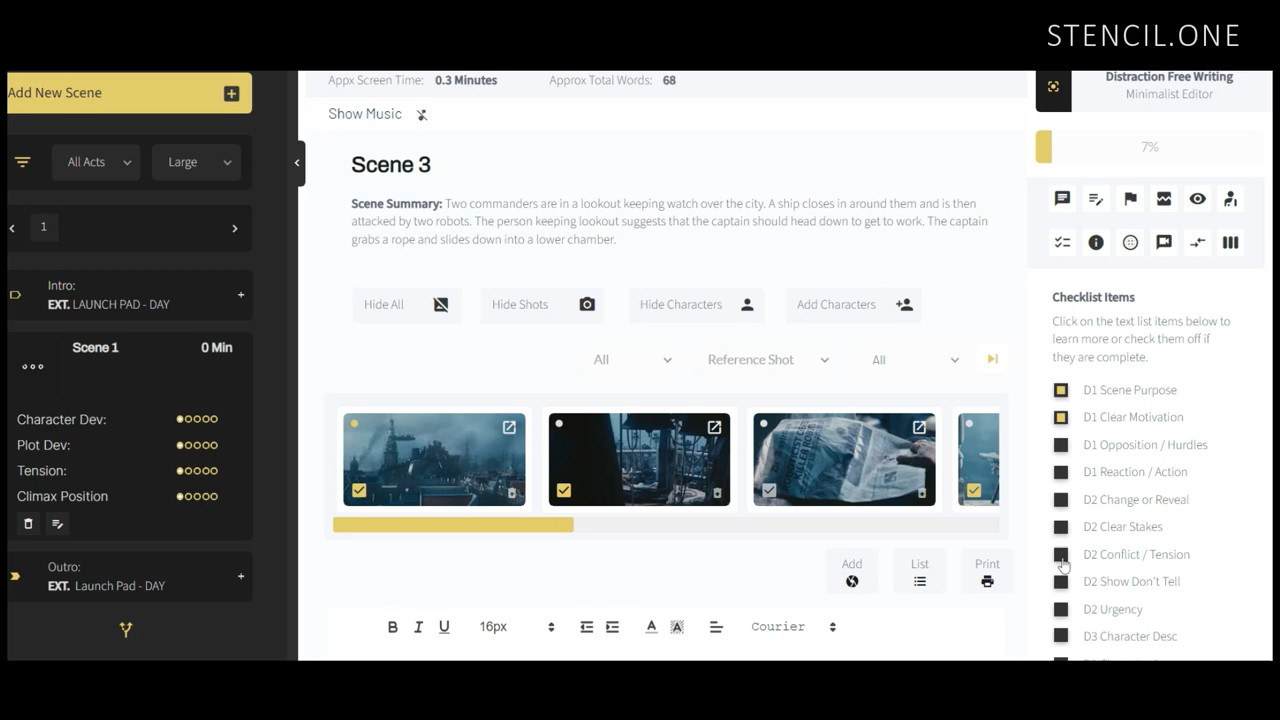 STENCIL.ONE
Add New Scene
All Acts
Large
1
Intro:
EXT. LAUNCH PAD - DAY
Scene 1
0 Min
Character Dev:
Plot Dev:
Tension:
Climax Position
Outro:
EXT. Launch Pad - DAY
Appx Screen Time: 0.3 Minutes
Approx Total Words: 68
Show Music
Scene 3
Scene Summary: Two commanders are in a lookout keeping watch over the city. A ship closes in around them and is then
attacked by two robots. The person keeping lookout suggests that the captain should head down to get to work. The captain
grabs a rope and slides down into a lower chamber.
Hide All
Hide Shots
Hide Characters
Add Characters
All
Reference Shot
All
Add
List
Print
B I U
16px
A A
Courier
Distraction Free Writing
Minimalist Editor
7%
Checklist Items
Click on the text list items below to
learn more or check them off if
they are complete.
D1 Scene Purpose
D1 Clear Motivation
D1 Opposition / Hurdles
D1 Reaction / Action
D2 Change or Reveal
D2 Clear Stakes
D2 Conflict / Tension
D2 Show Don't Tell
D2 Urgency
D3 Character Desc